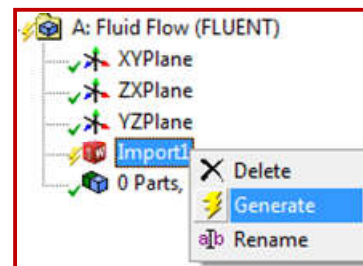 A: Fluid Flow (FLUENT)
XYPlane
ZXPlane
YZPlane
Import1
0 Parts,
Delete
Generate
Rename